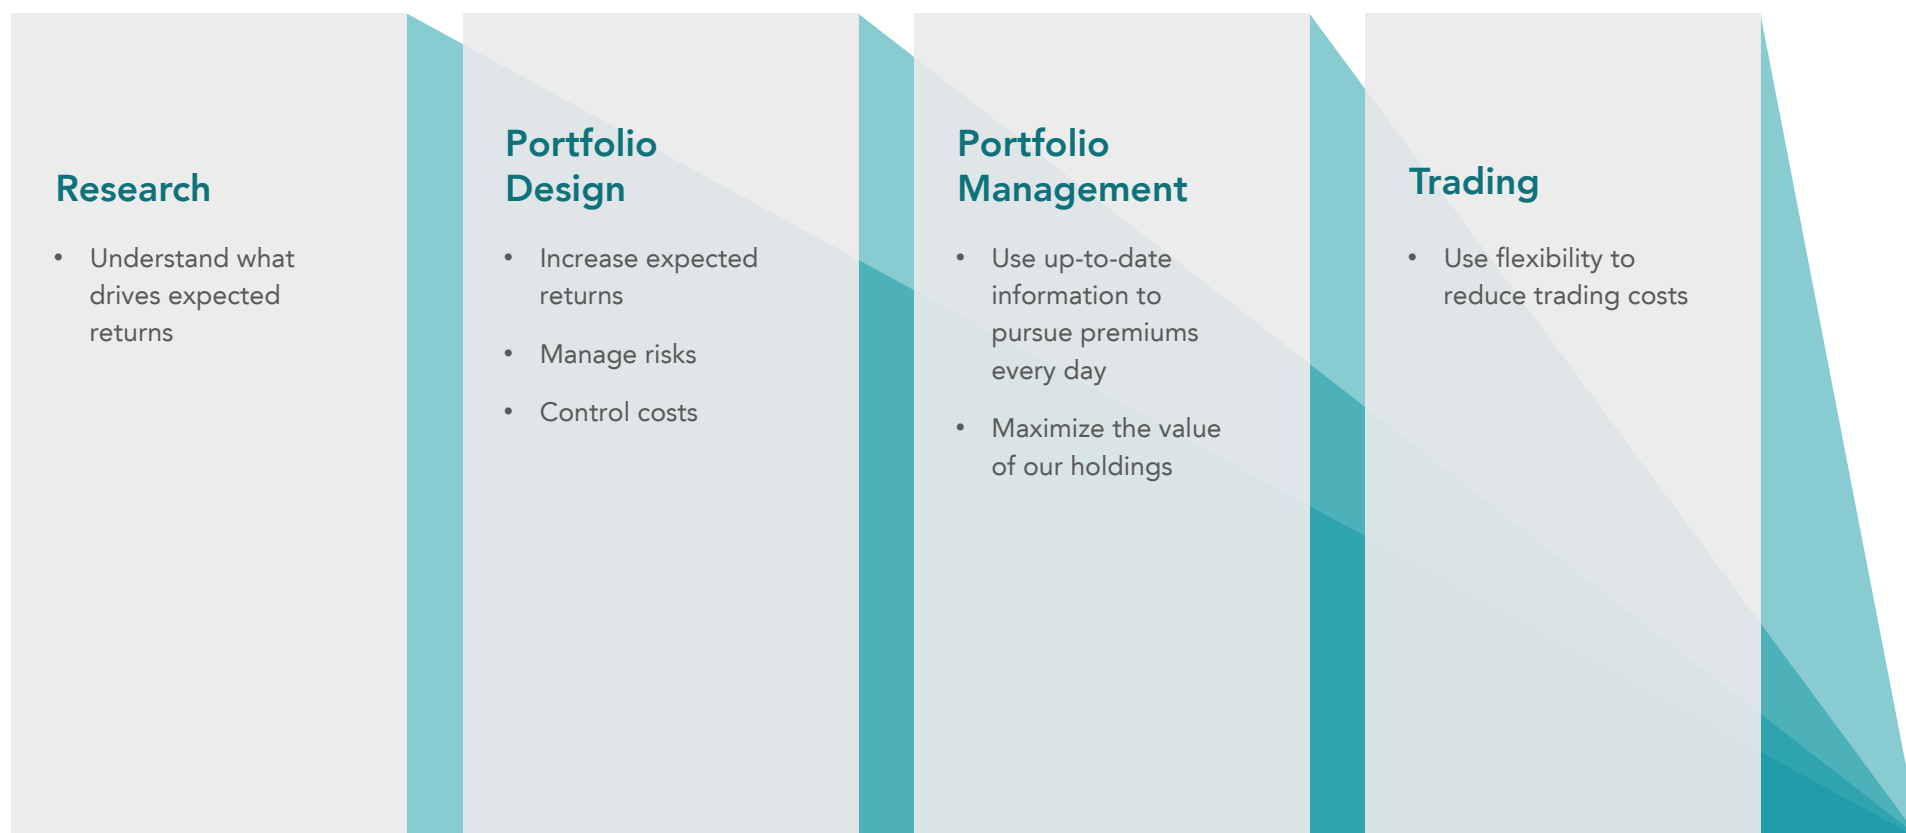 Research
• Understand what
drives expected
returns
Portfolio
Design
• Increase expected
returns
• Manage risks
• Control costs
Portfolio
Management
• Use up-to-date
information to
pursue premiums
every day
• Maximize the value
of our holdings
Trading
• Use flexibility to
reduce trading costs